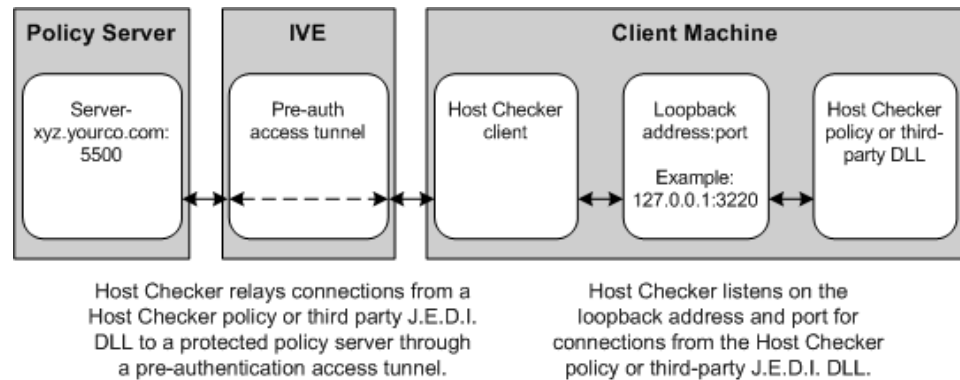 Policy Server
IVE
Client Machine
Server-
xyz.yourco.com:
5500
Pre-auth
access tunnel
Host Checker
client
Loopback
address:port
Example:
127.0.0.1:3220
Host Checker
policy or third-
party DLL
Host Checker relays connections from a
Host Checker policy or third party J.E.D.I.
DLL to a protected policy server through
a pre-authentication access tunnel.
Host Checker listens on the
loopback address and port for
connections from the Host Checker
policy or third-party J.E.D.I. DLL.